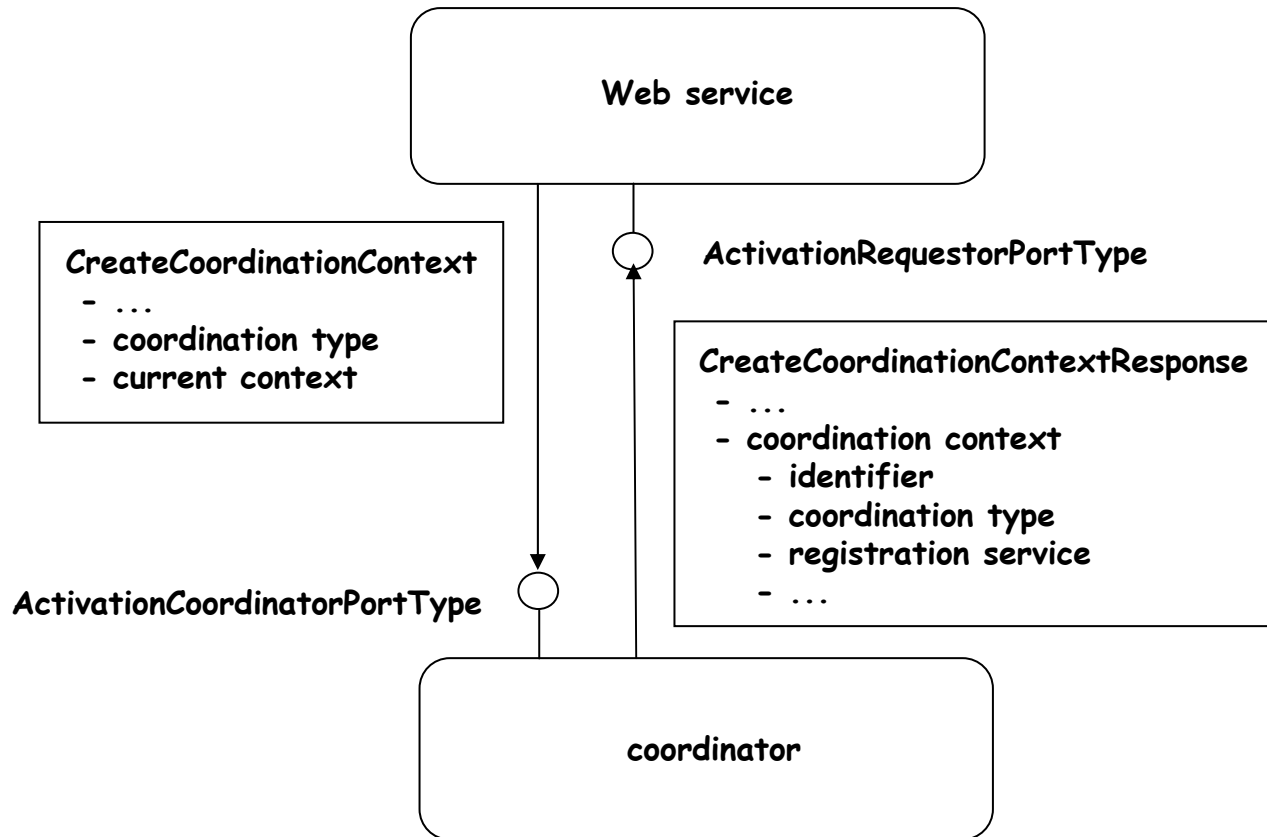 Web service
CreateCoordinationContext
- ...
- coordination type
- current context
ActivationRequestorPortType
CreateCoordinationContextResponse
- ...
- coordination context
- identifier
- coordination type
- registration service
- ...
ActivationCoordinatorPortType
coordinator